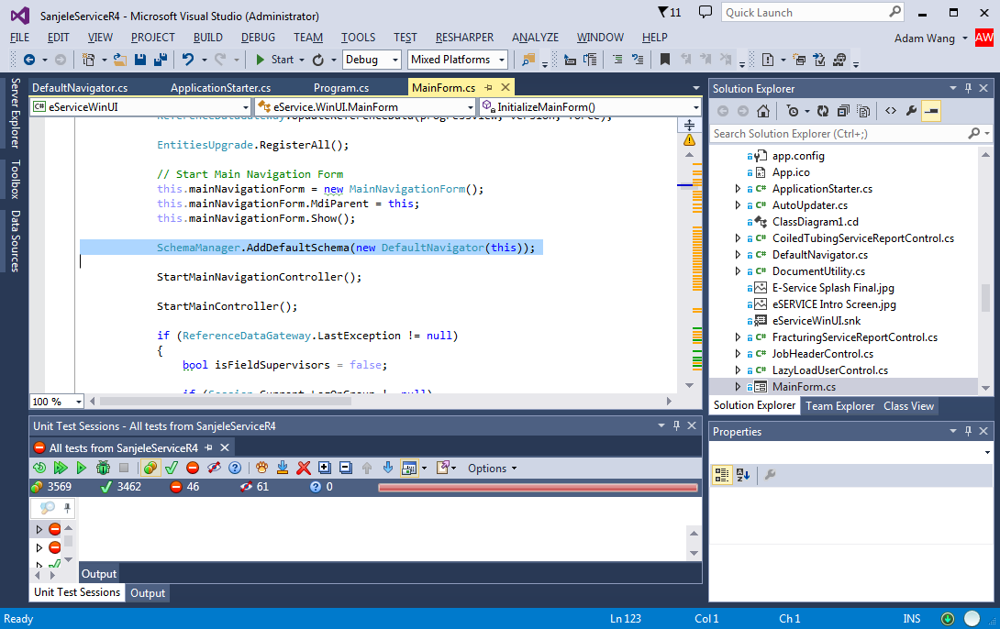 SanjeleServiceR4 - Microsoft Visual Studio (Administrator)
11
Quick Launch
FILE EDIT VIEW PROJECT BUILD DEBUG TEAM TOOLS TEST RESHARPER ANALYZE WINDOW HELP
Adam Wang AW
Start Debug Mixed Platforms
Server Explorer
Toolbox
Data Sources
DefaultNavigator.cs ApplicationStarter.cs Program.cs MainForm.cs
eServiceWinUI eService.WinUI.MainForm InitializeMainForm()
ReferenceDataGateway.UpdateReferenceData(progressView, version, force);
EntitiesUpgrade.RegisterAll();
// Start Main Navigation Form
this.mainNavigationForm = new MainNavigationForm();
this.mainNavigationForm.MdiParent = this;
this.mainNavigationForm.Show();
SchemaManager.AddDefaultSchema(new DefaultNavigator(this));
StartMainNavigationController();
StartMainController();
if (ReferenceDataGateway.LastException != null)
{
bool isFieldSupervisors = false;
if (Session.Current.LogOnGroup != null)
100 %
Solution Explorer
Search Solution Explorer (Ctrl+;)
app.config
App.ico
ApplicationStarter.cs
AutoUpdater.cs
ClassDiagram1.cd
CoiledTubingServiceReportControl.cs
DefaultNavigator.cs
DocumentUtility.cs
E-Service Splash Final.jpg
eSERVICE Intro Screen.jpg
eServiceWinUI.snk
FracturingServiceReportControl.cs
JobHeaderControl.cs
LazyLoadUserControl.cs
MainForm.cs
Solution Explorer Team Explorer Class View
Properties
Unit Test Sessions - All tests from SanjeleServiceR4
All tests from SanjeleServiceR4
Options
3569 3462 46 61 0
Output
Unit Test Sessions Output
Ready Ln 123 Col 1 Ch 1 INS